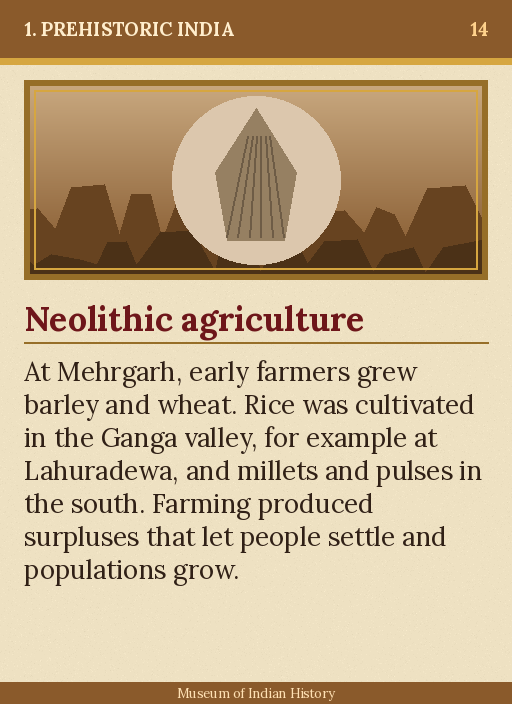 1. PREHISTORIC INDIA 14
Neolithic agriculture
At Mehrgarh, early farmers grew
barley and wheat. Rice was cultivated
in the Ganga valley, for example at
Lahuradewa, and millets and pulses in
the south. Farming produced
surpluses that let people settle and
populations grow.
Museum of Indian History